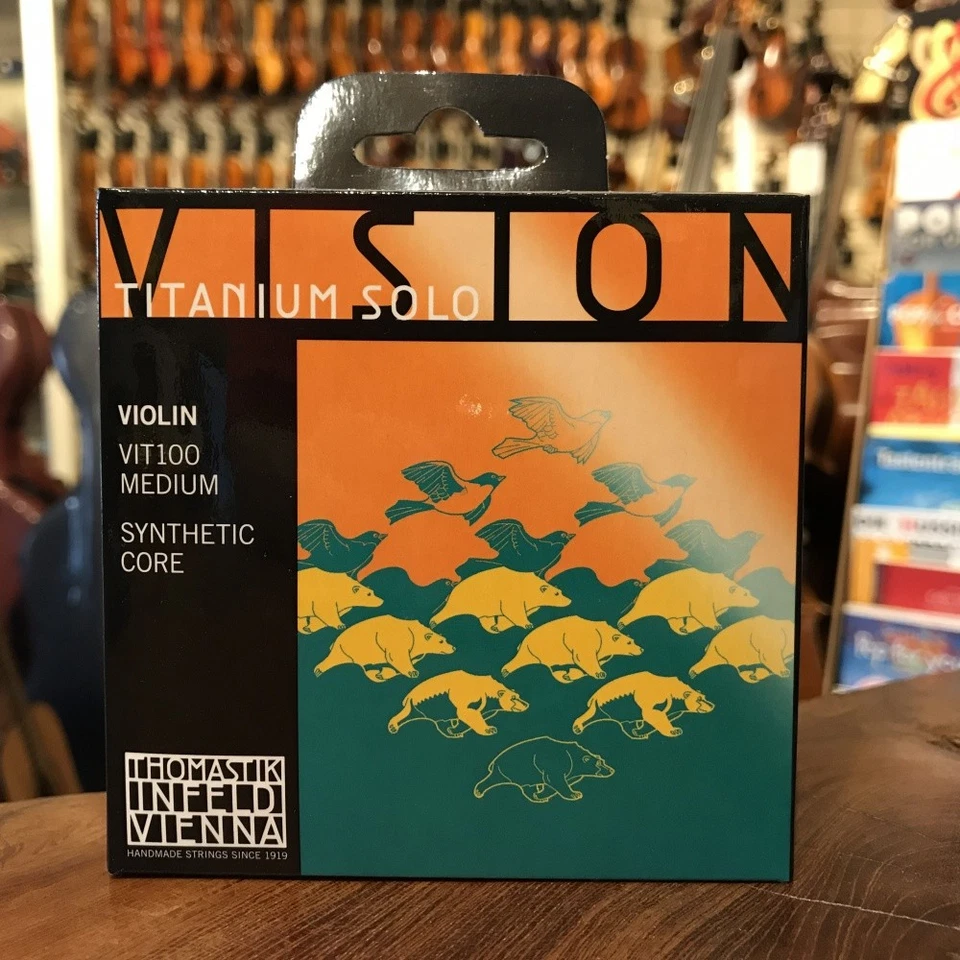 VISION
TITANIUM SOLO
VIOLIN
VIT100
MEDIUM
SYNTHETIC
CORE
THOMASTIK
INFELD
VIENNA
HANDMADE STRINGS SINCE 1919